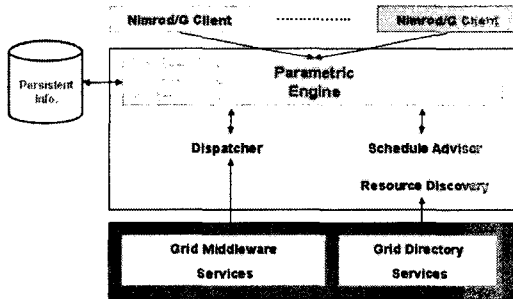 Nimrod/G Client
Nimrod/G Client
Parametric
Engine
Persistent
Info.
Dispatcher
Schedule Advisor
Resource Discovery
Grid Middleware
Services
Grid Directory
Services